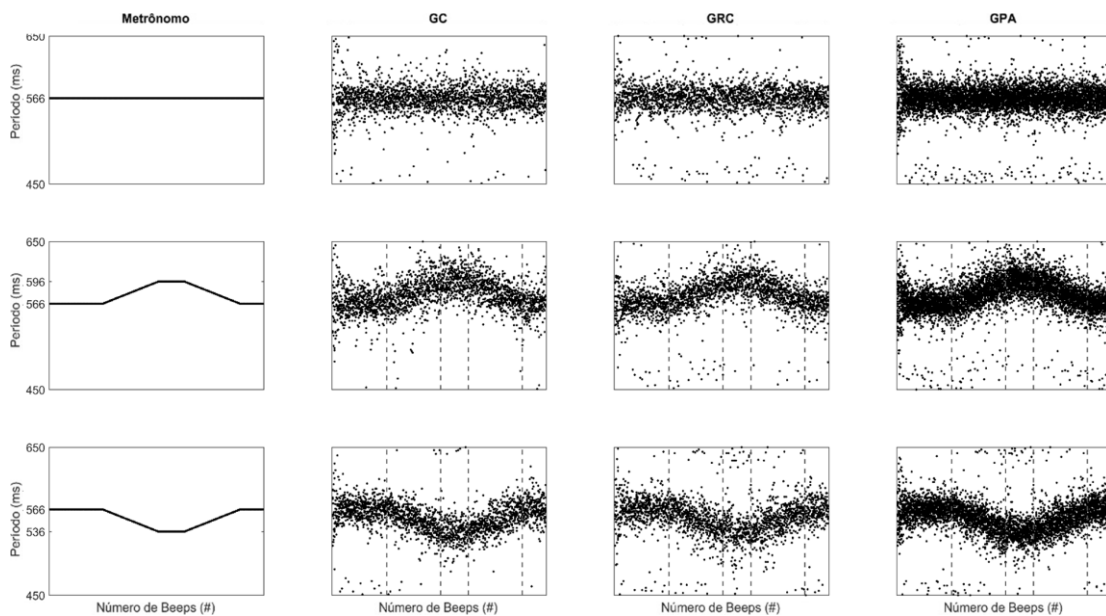 Metrônomo GC GRC GPA
650
566
450
Período (ms)
650
596
566
450
Período (ms)
650
566
536
450
Período (ms)
Número de Beeps (#) Número de Beeps (#) Número de Beeps (#) Número de Beeps (#)